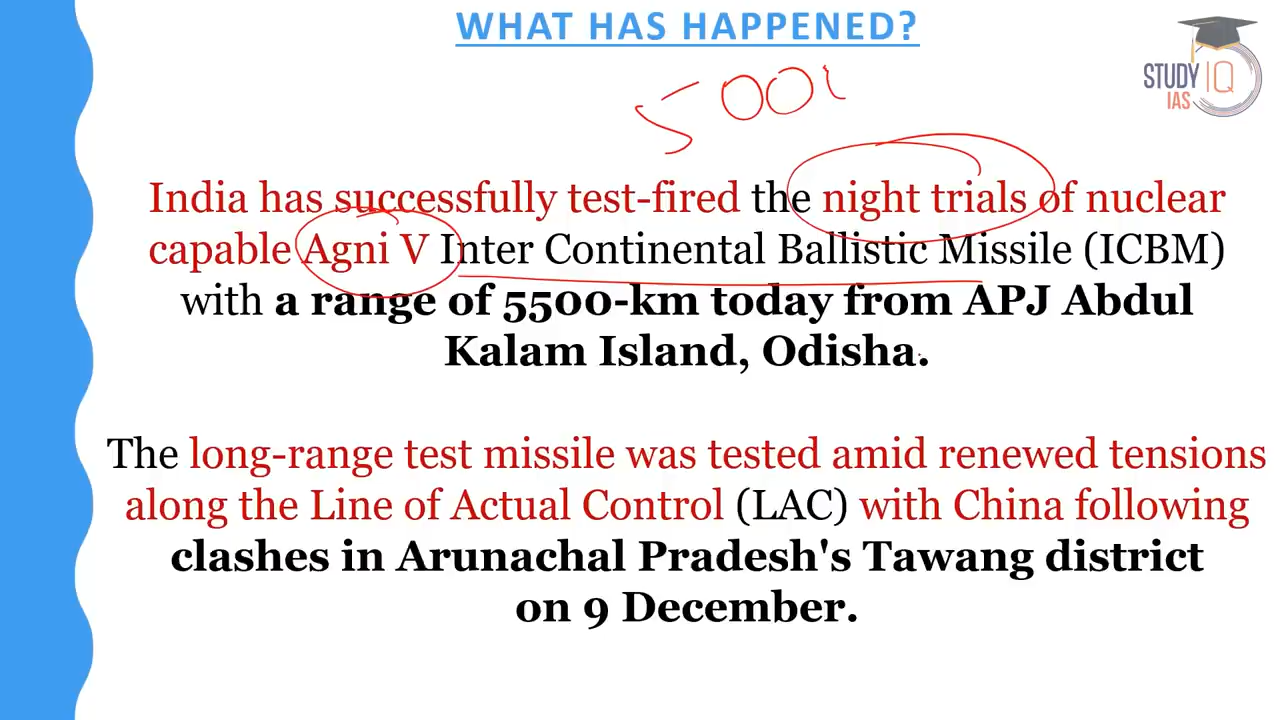 WHAT HAS HAPPENED?
STUDY IQ
IAS
500
India has successfully test-fired the night trials of nuclear
capable Agni V Inter Continental Ballistic Missile (ICBM)
with a range of 5500-km today from APJ Abdul
Kalam Island, Odisha.
The long-range test missile was tested amid renewed tensions
along the Line of Actual Control (LAC) with China following
clashes in Arunachal Pradesh's Tawang district
on 9 December.